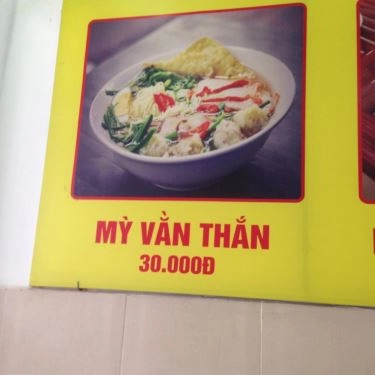 MỲ VẰN THẮN
30.000Đ